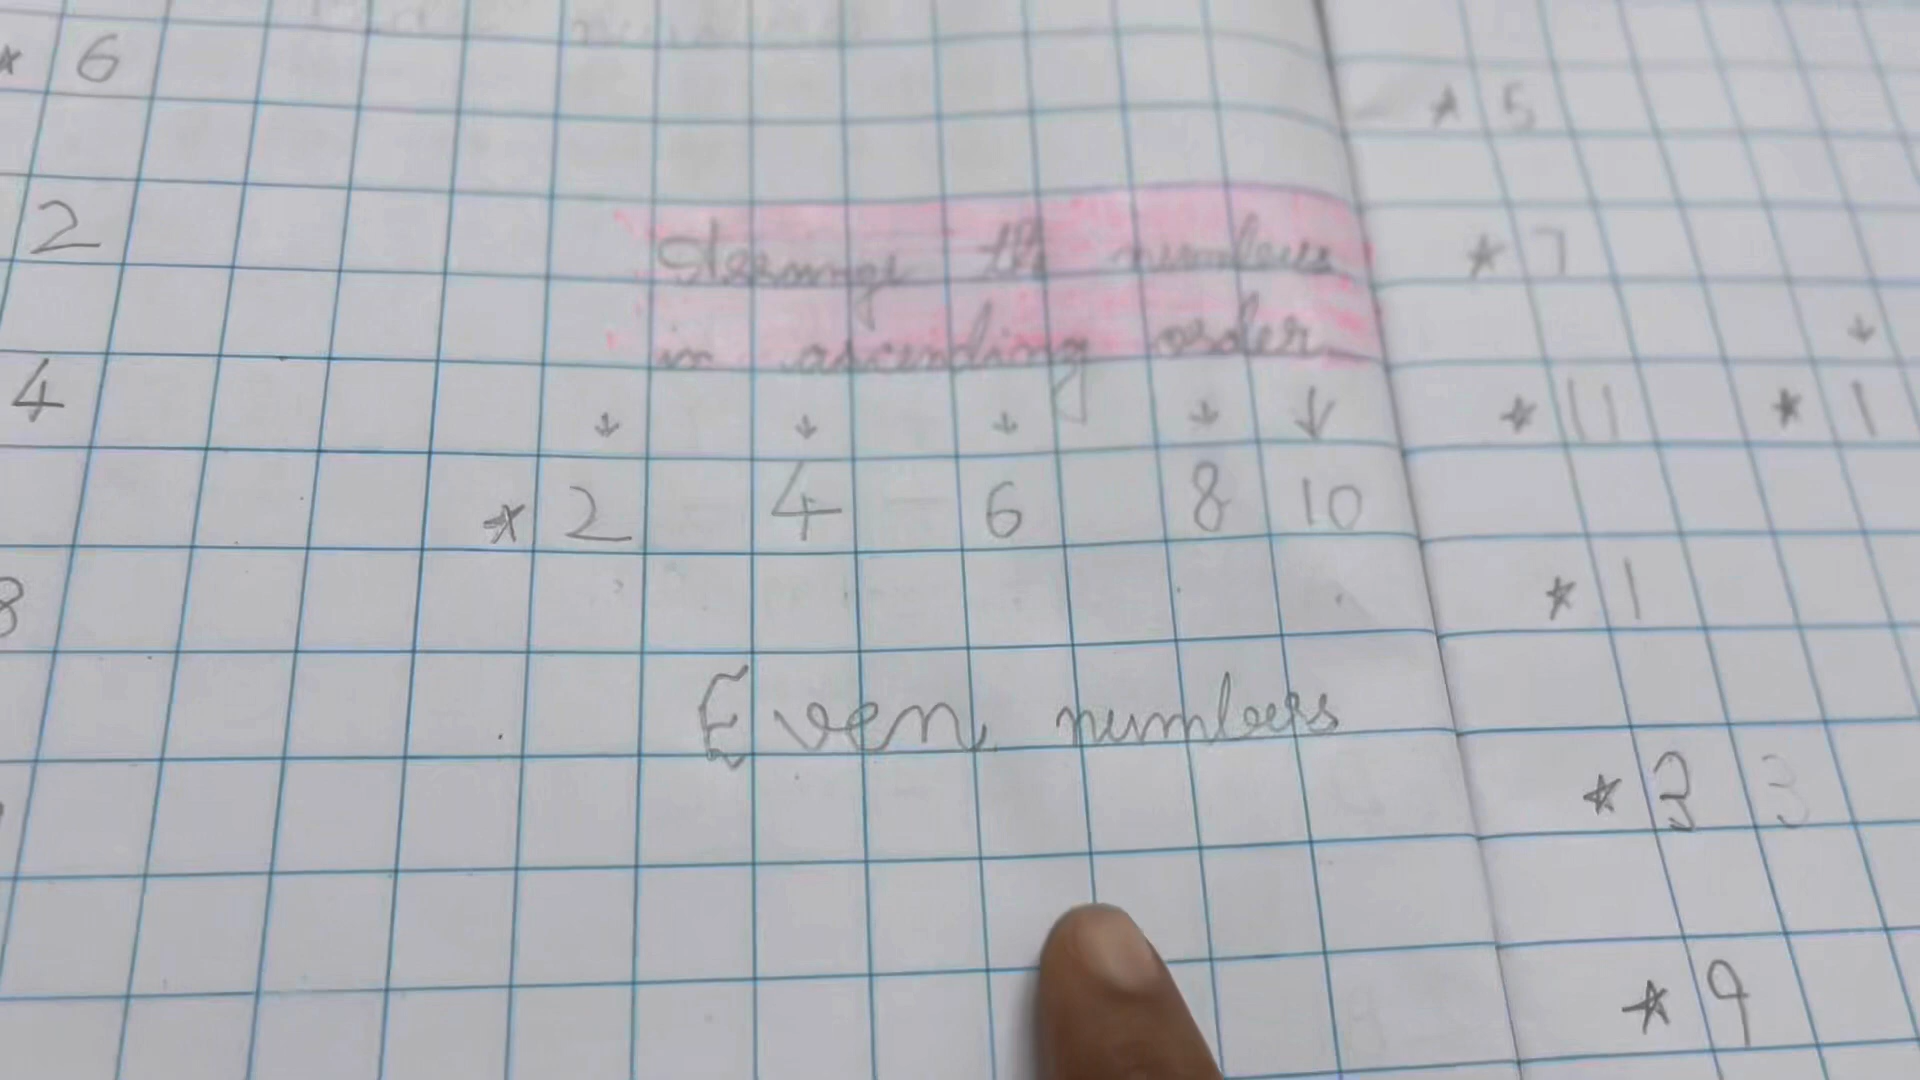 * 6
2
4
8
Arrange the numbers
in ascending order
↓ ↓ ↓ ↓ ↓
* 2 4 6 8 10
Even numbers
* 5
* 7
↓
* 11 * 1
* 1
* 3 3
* 9